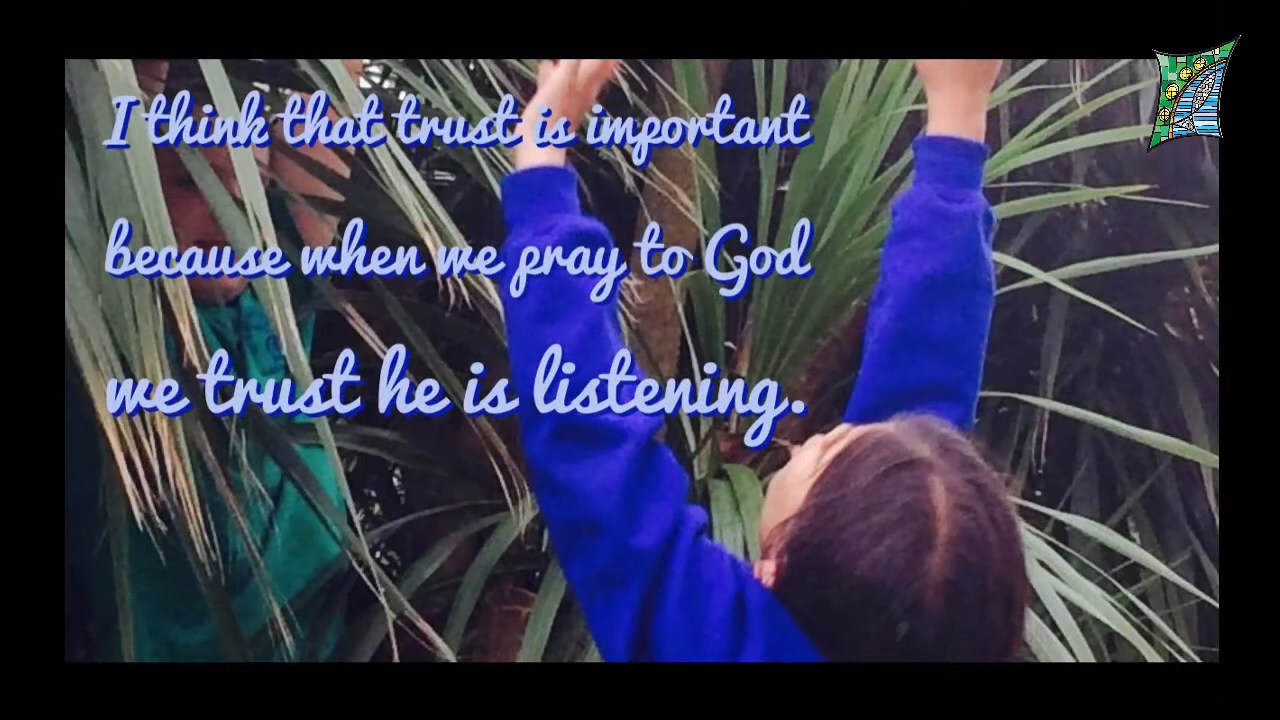 I think that trust is important
because when we pray to God
we trust he is listening.